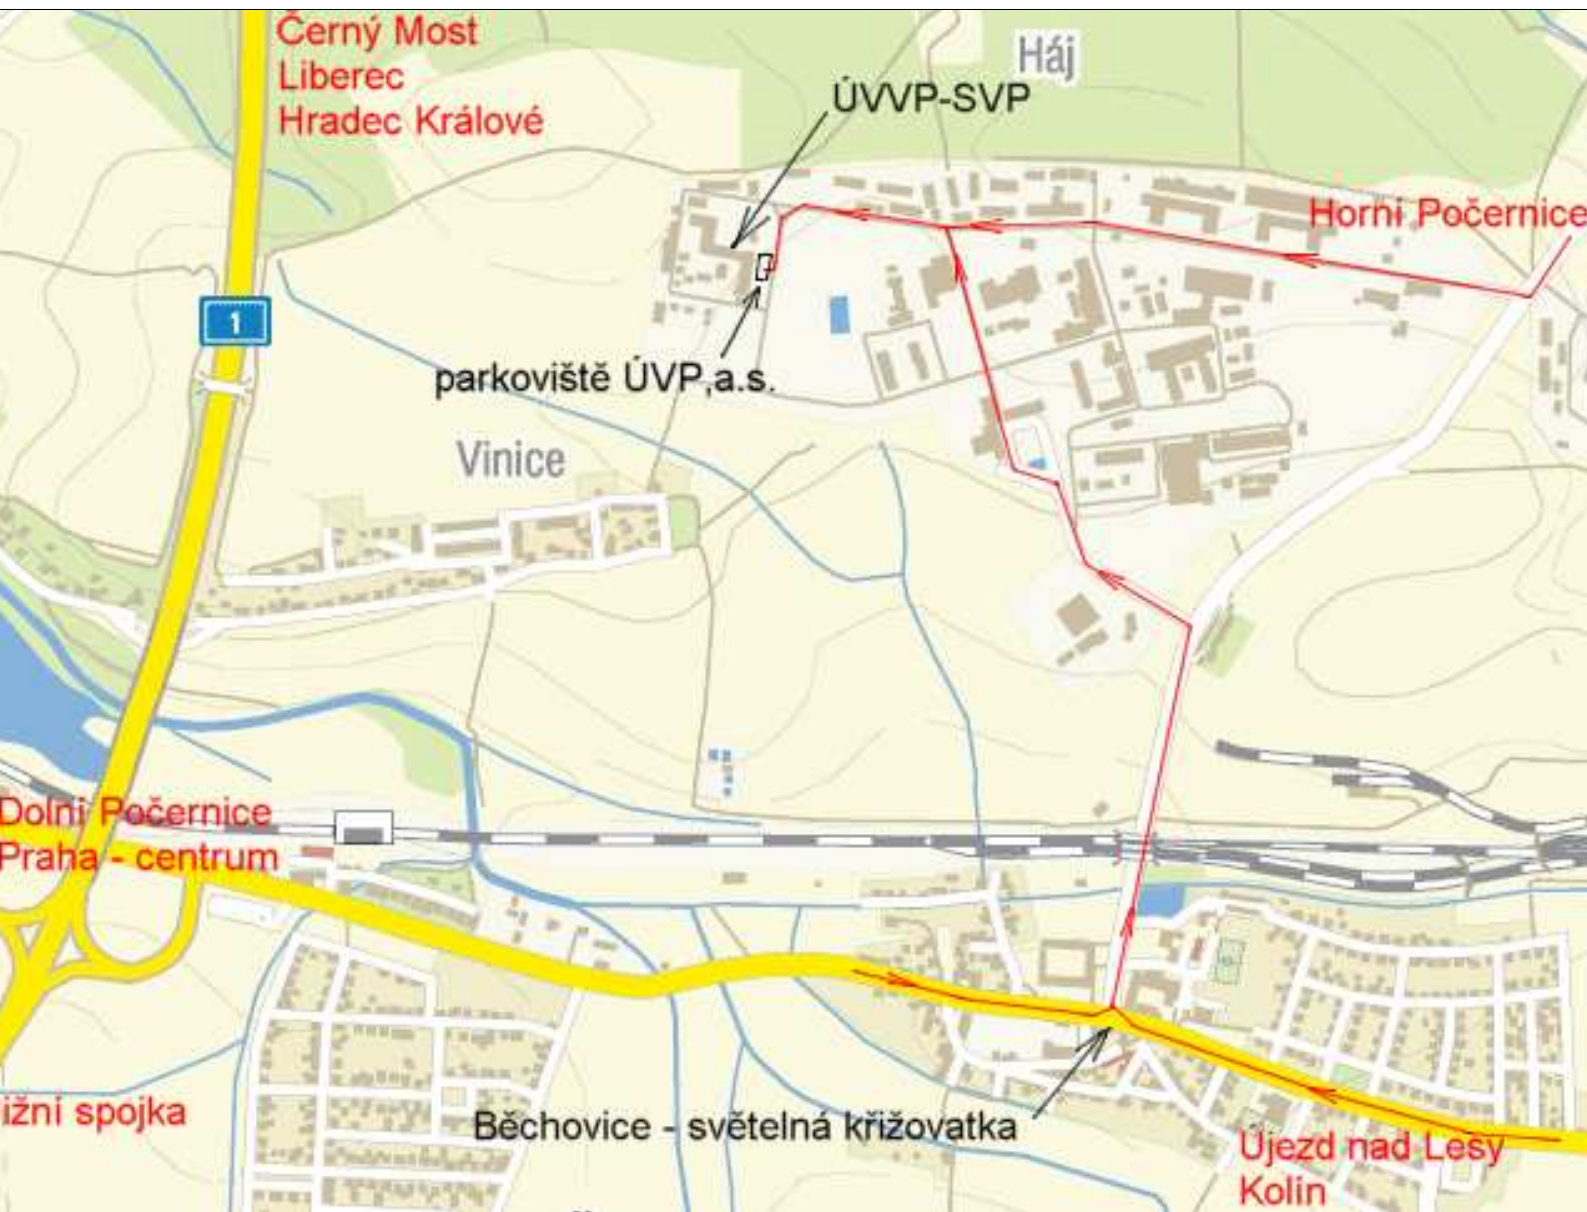 Černý Most
Liberec
Hradec Králové
Háj
ÚVVP-SVP
Horní Počernice
1
parkoviště ÚVP,a.s.
Vinice
Dolní Počernice
Praha - centrum
ižní spojka
Běchovice - světelná křižovatka
Újezd nad Lesy
Kolín